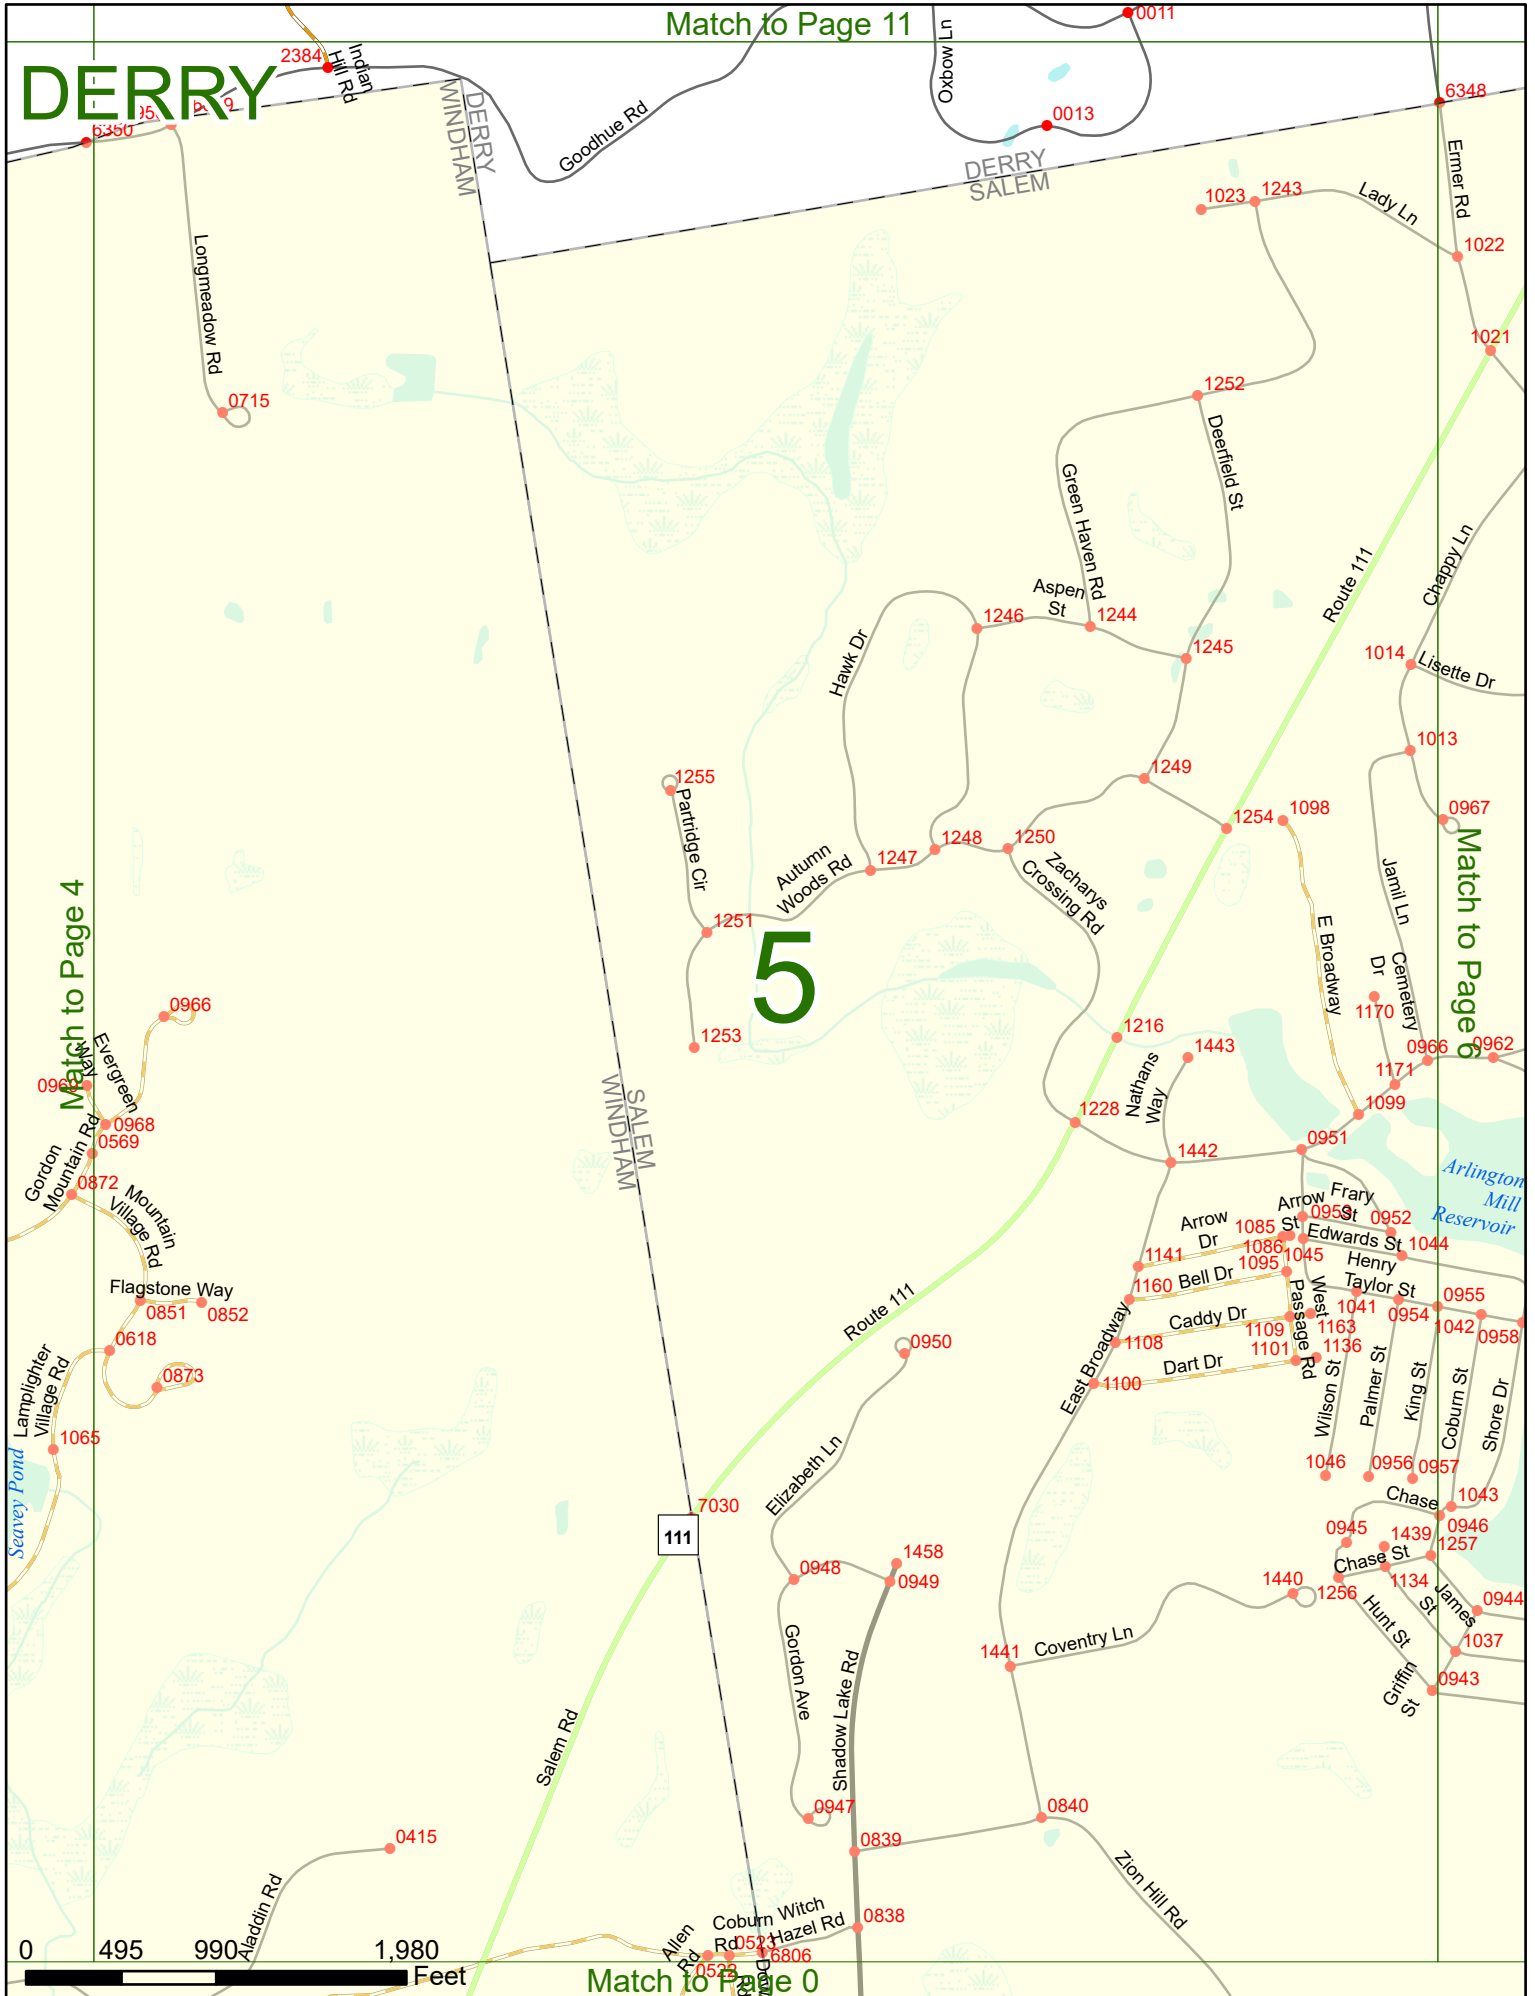 Match to Page 11
DERRY
0011
2384
Indian
Hill Rd
Oxbow Ln
6348
0013
6350
Goodhue Rd
DERRY
WINDHAM
DERRY
SALEM
Ermer Rd
1023
1243
Lady Ln
1022
Longmeadow Rd
1021
0715
1252
Deerfield St
Green Haven Rd
Route 111
Chappy Ln
Aspen
St
1246
1244
1245
Hawk Dr
1014
Lisette Dr
1013
1255
1249
Partridge Cir
1254
1098
0967
1247
1248
1250
Autumn
Woods Rd
Zacharys
Crossing Rd
Jamil Ln
Match to Page 4
Match to Page 6
1251
5
E Broadway
Cemetery
Dr
1170
0966
1216
1253
Nathans
Way
1443
0966
0962
Evergreen
Way
0969
1171
SALEM
WINDHAM
0968
1099
1228
0569
0951
Gordon
Mountain Rd
1442
0872
Arlington
Mill
Reservoir
Mountain
Village Rd
Arrow
St
Frary
St
0953
0952
Arrow
Dr
1085
1086
1045
Edwards St
1044
1141
1095
Henry
Taylor St
Bell Dr
1160
Flagstone Way
0851
0852
Passage Rd
West
1041
0954
0955
Route 111
Caddy Dr
1109
1163
1042
0958
0618
East Broadway
1108
0950
Dart Dr
1101
1136
Lamplighter
Village Rd
0873
1100
Wilson St
Palmer St
King St
Coburn St
Shore Dr
1065
Elizabeth Ln
Seavey Pond
1046
0956
0957
7030
111
Chase
1043
0946
0945
1439
1257
1458
0948
0949
Chase St
1440
1256
1134
James
St
0944
Hunt St
Gordon Ave
Shadow Lake Rd
Coventry Ln
1441
1037
0943
Griffin
St
Salem Rd
0947
0840
0415
0839
Zion Hill Rd
Aladdin Rd
Coburn Witch
Rd Hazel Rd
0838
Allen
Rd
0523
6806
0522
0 495 990 1,980
Feet
Match to Page 0